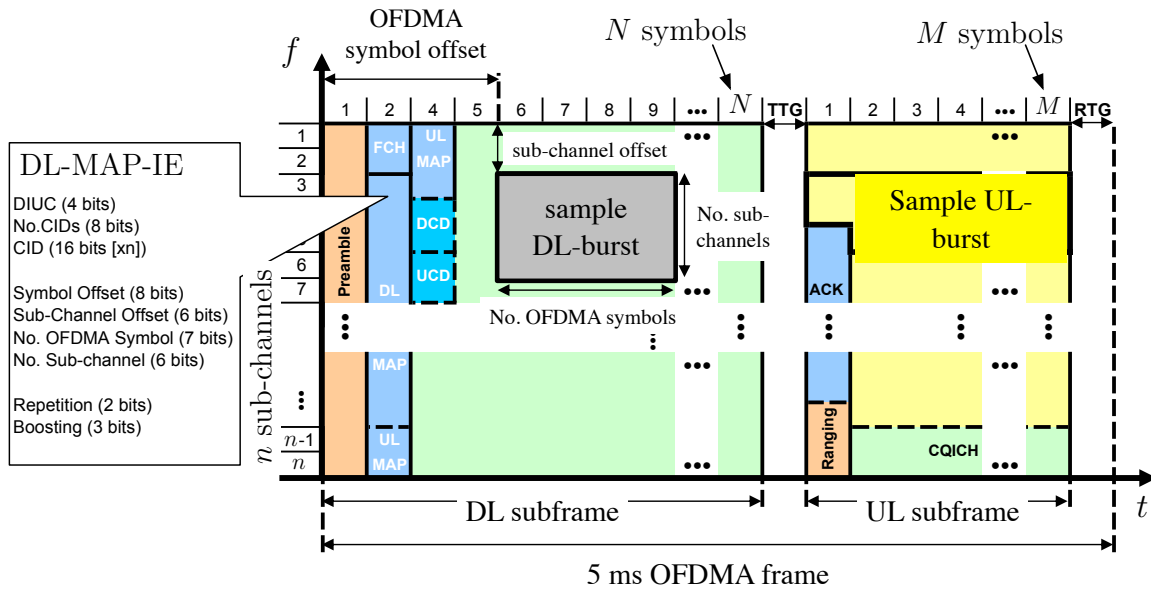 OFDMA
symbol offset
N symbols
M symbols
f
1 2 4 5 6 7 8 9 ••• N TTG 1 2 3 4 ••• M RTG
1
2
3
6
7
•••
n-1
n
n sub-channels
DL-MAP-IE
DIUC (4 bits)
No.CIDs (8 bits)
CID (16 bits [xn])
Symbol Offset (8 bits)
Sub-Channel Offset (6 bits)
No. OFDMA Symbol (7 bits)
No. Sub-channel (6 bits)
Repetition (2 bits)
Boosting (3 bits)
Preamble
FCH
DL
MAP
UL
MAP
UL
MAP
DCD
UCD
sub-channel offset
sample
DL-burst
No. sub-
channels
No. OFDMA symbols
Sample UL-
burst
ACK
Ranging
CQICH
DL subframe
UL subframe
t
5 ms OFDMA frame